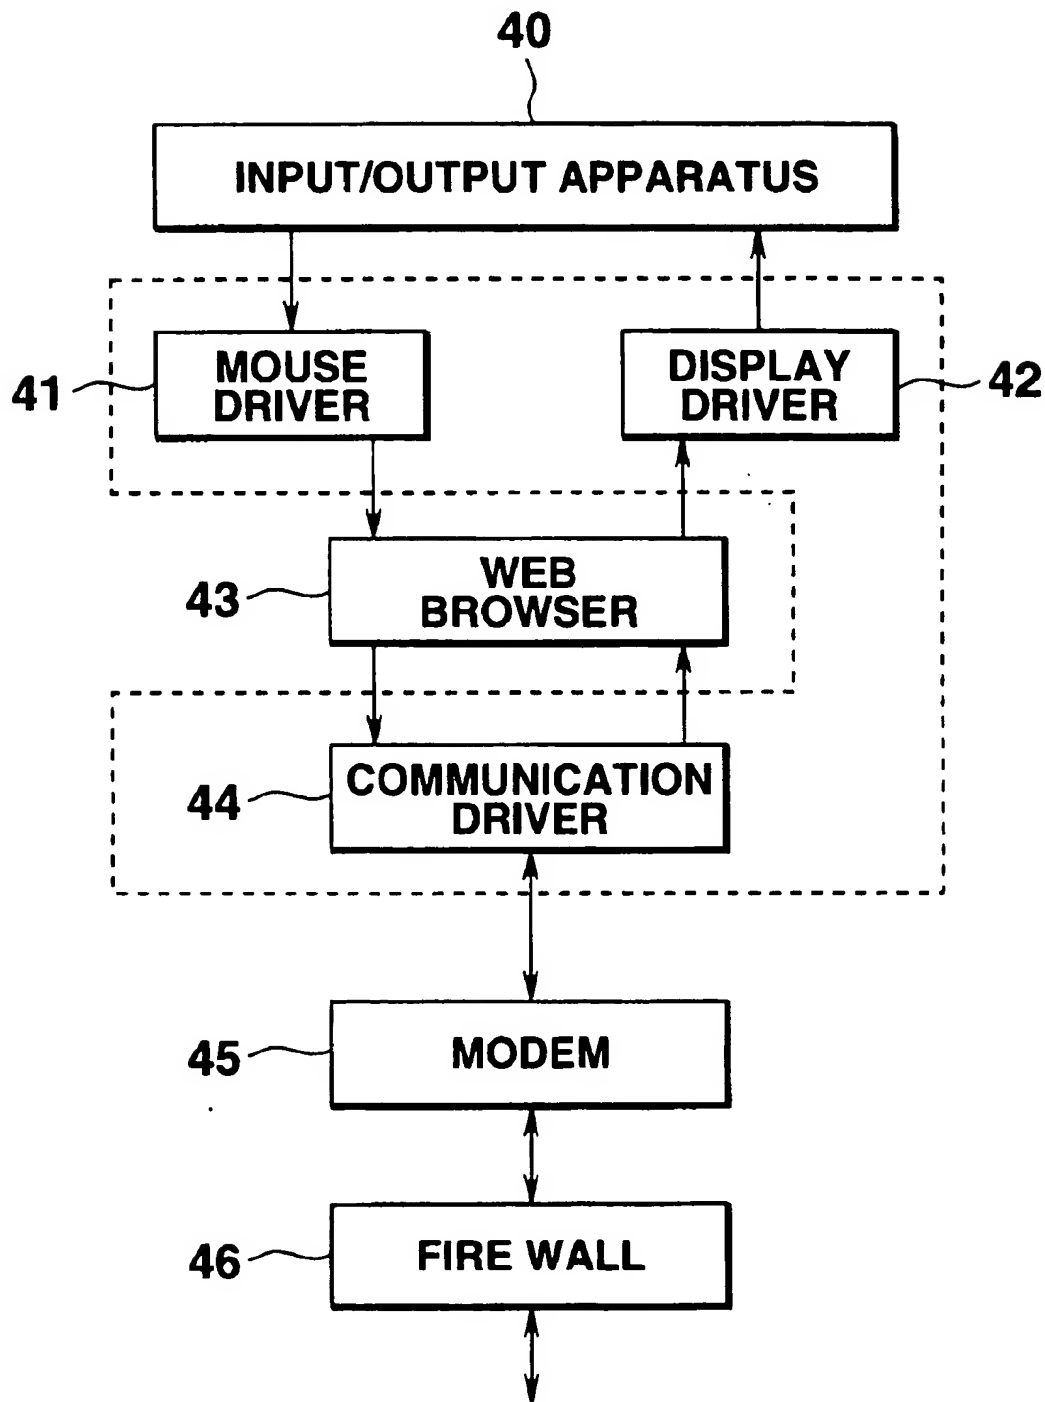 40
INPUT/OUTPUT APPARATUS
41
MOUSE
DRIVER
DISPLAY
DRIVER
42
43
WEB
BROWSER
44
COMMUNICATION
DRIVER
45
MODEM
46
FIRE WALL